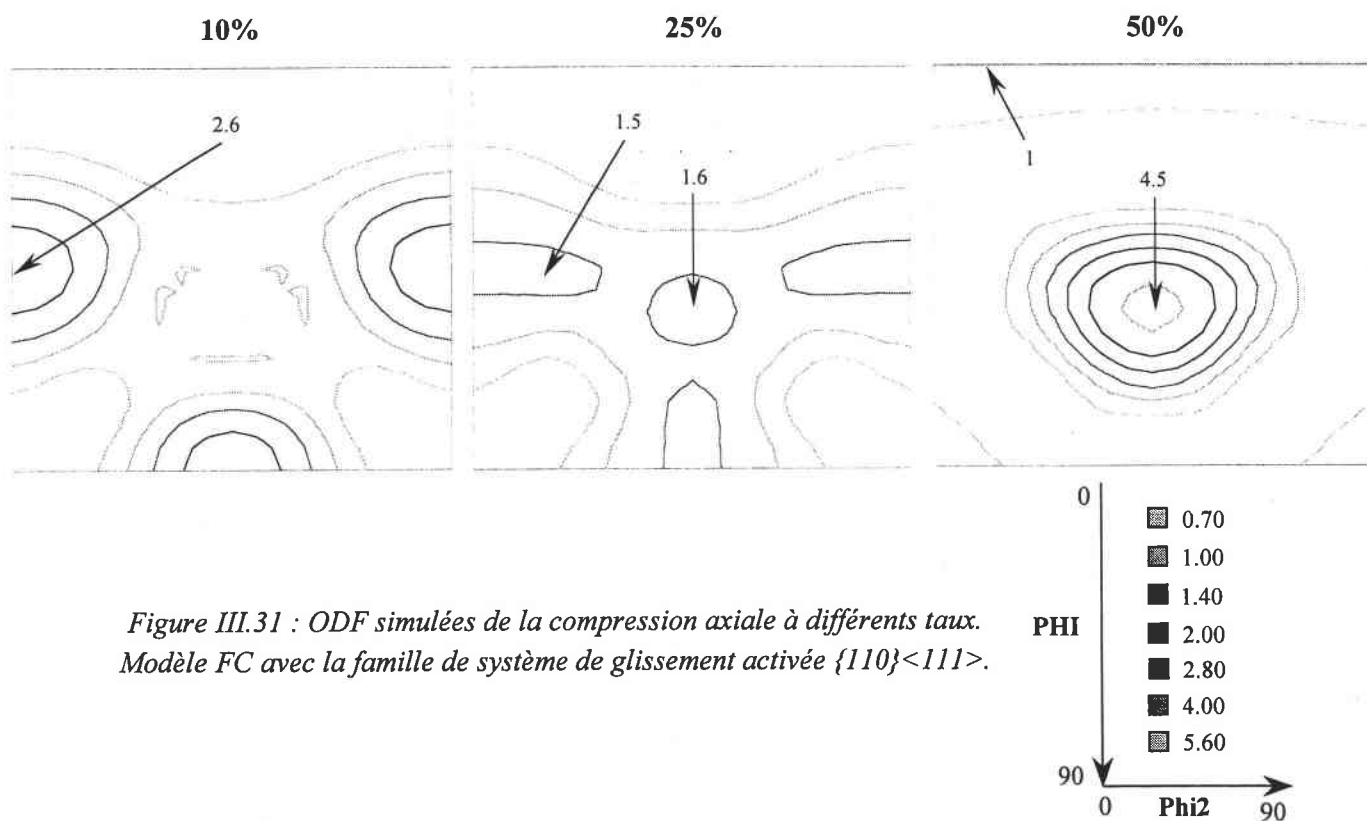 10% 25% 50%
2.6
1.5
1.6
1
4.5
Figure III.31 : ODF simulées de la compression axiale à différents taux.
Modèle FC avec la famille de système de glissement activée {110}<111>.
0
PHI
90
0 Phi2 90
0.70
1.00
1.40
2.00
2.80
4.00
5.60